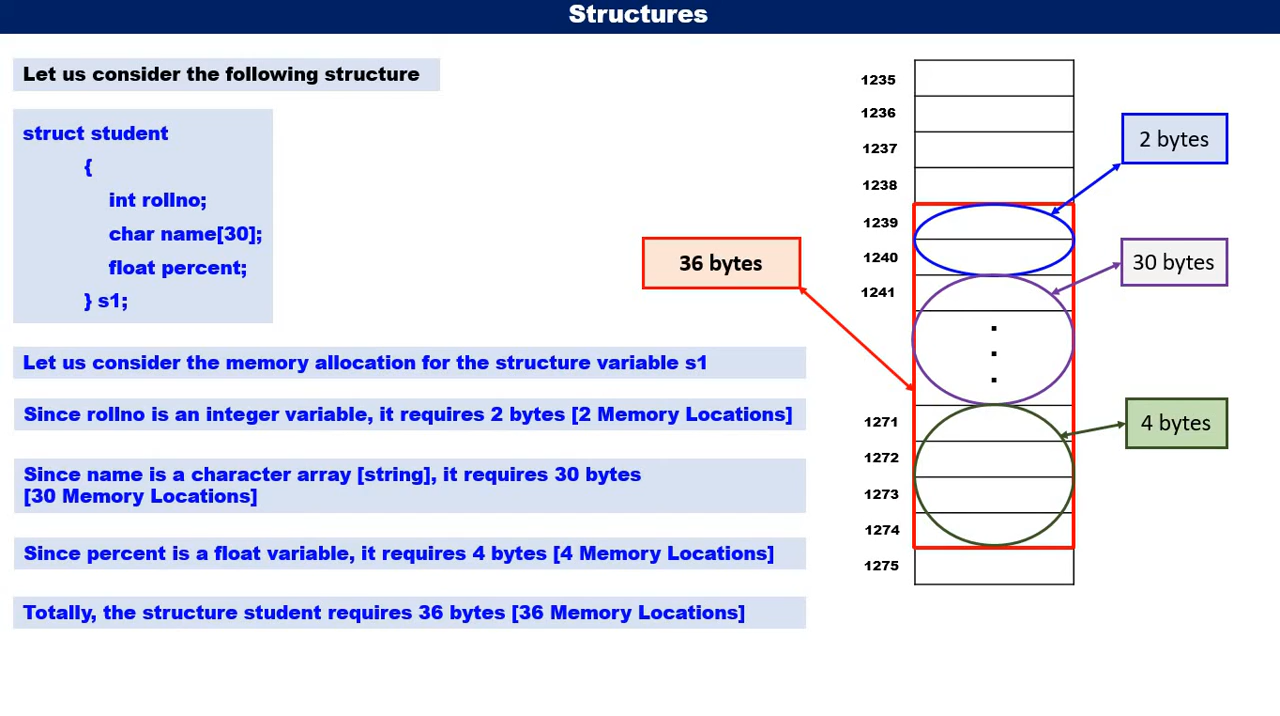 Structures
Let us consider the following structure
struct student
{
int rollno;
char name[30];
float percent;
} s1;
Let us consider the memory allocation for the structure variable s1
Since rollno is an integer variable, it requires 2 bytes [2 Memory Locations]
Since name is a character array [string], it requires 30 bytes
[30 Memory Locations]
Since percent is a float variable, it requires 4 bytes [4 Memory Locations]
Totally, the structure student requires 36 bytes [36 Memory Locations]
36 bytes
1235
1236
1237
1238
1239
1240
1241
1271
1272
1273
1274
1275
2 bytes
30 bytes
4 bytes